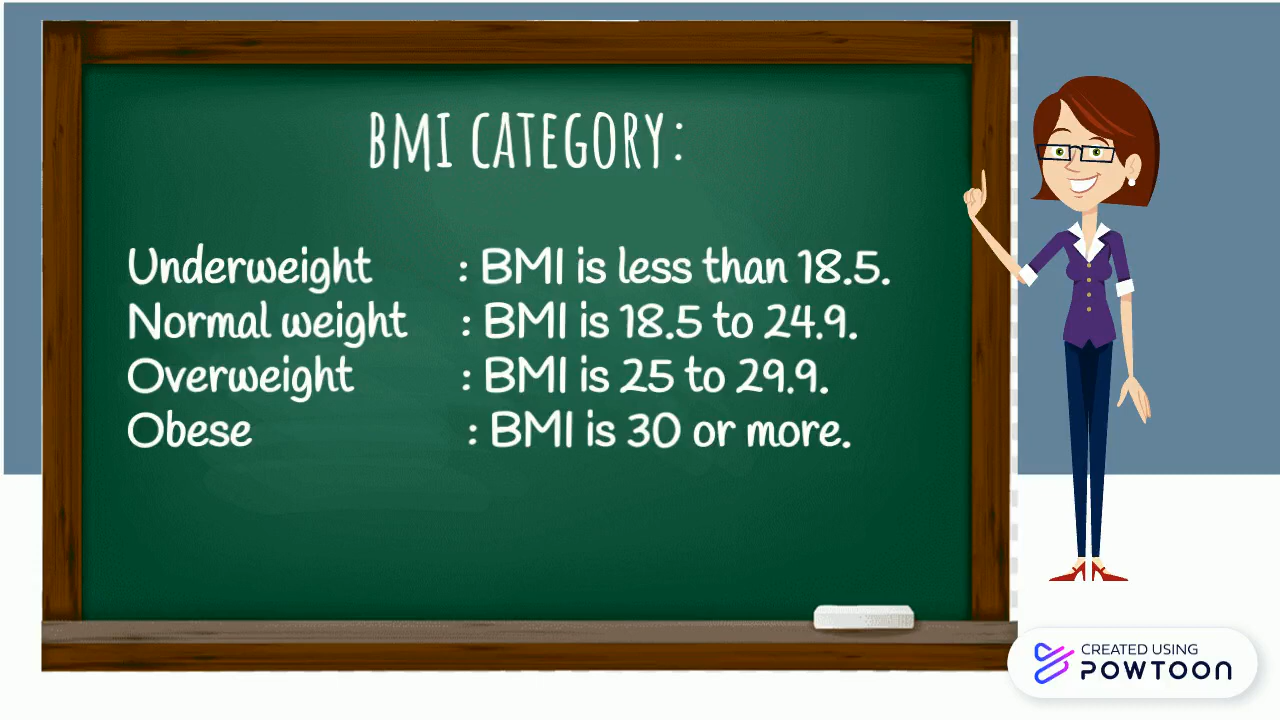 BMI CATEGORY:
Underweight : BMI is less than 18.5.
Normal weight : BMI is 18.5 to 24.9.
Overweight : BMI is 25 to 29.9.
Obese : BMI is 30 or more.
CREATED USING
POWTOON